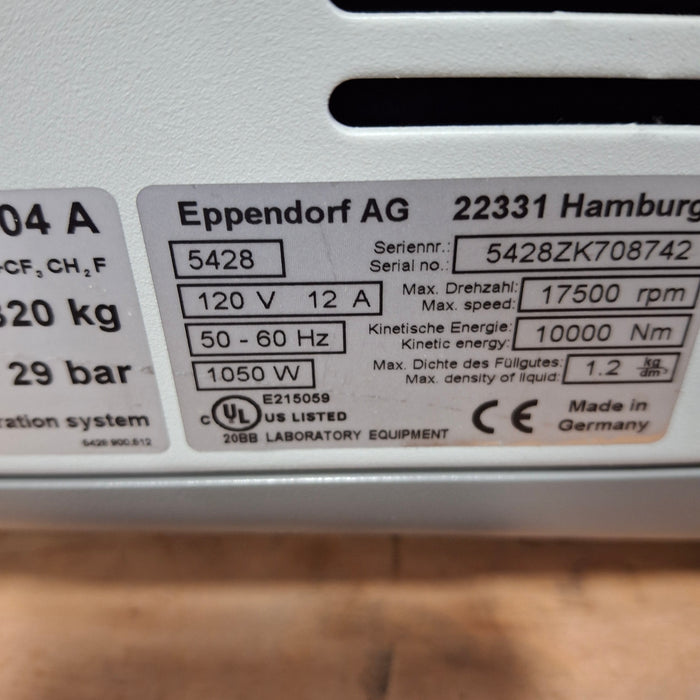 04 A
CF₃CH₂F
320 kg
29 bar
ration system
5428 900.612
Eppendorf AG 22331 Hamburg
5428
Seriennr.:
Serial no.:
5428ZK708742
120 V 12 A
Max. Drehzahl:
Max. speed:
17500 rpm
50 - 60 Hz
Kinetische Energie:
Kinetic energy:
10000 Nm
1050 W
Max. Dichte des Füllgutes:
Max. density of liquid:
1.2 kg/dm³
E215059
c UL US LISTED
20BB LABORATORY EQUIPMENT
CE
Made in
Germany